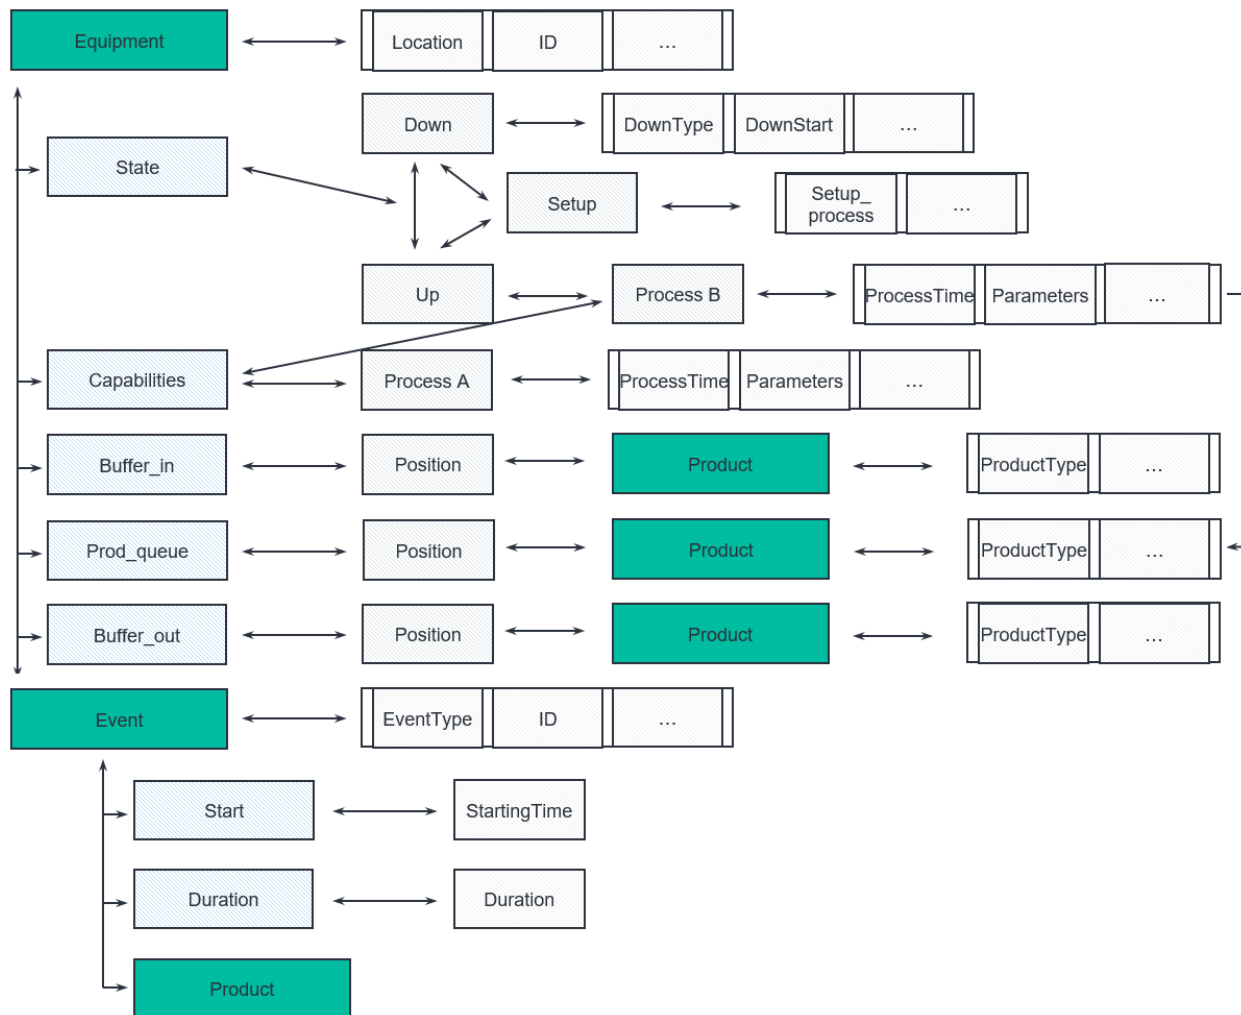 Equipment
Location
ID
...
Down
DownType
DownStart
...
State
Setup
Setup_
process
...
Up
Process B
ProcessTime
Parameters
...
Capabilities
Process A
ProcessTime
Parameters
...
Buffer_in
Position
Product
ProductType
...
Prod_queue
Position
Product
ProductType
...
Buffer_out
Position
Product
ProductType
...
Event
EventType
ID
...
Start
StartingTime
Duration
Duration
Product